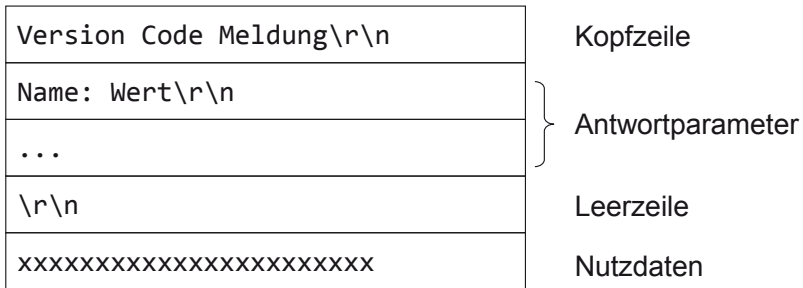 Version Code Meldung\r\n Kopfzeile
Name: Wert\r\n
Antwortparameter
...
\r\n Leerzeile
xxxxxxxxxxxxxxxxxxxxxxx Nutzdaten